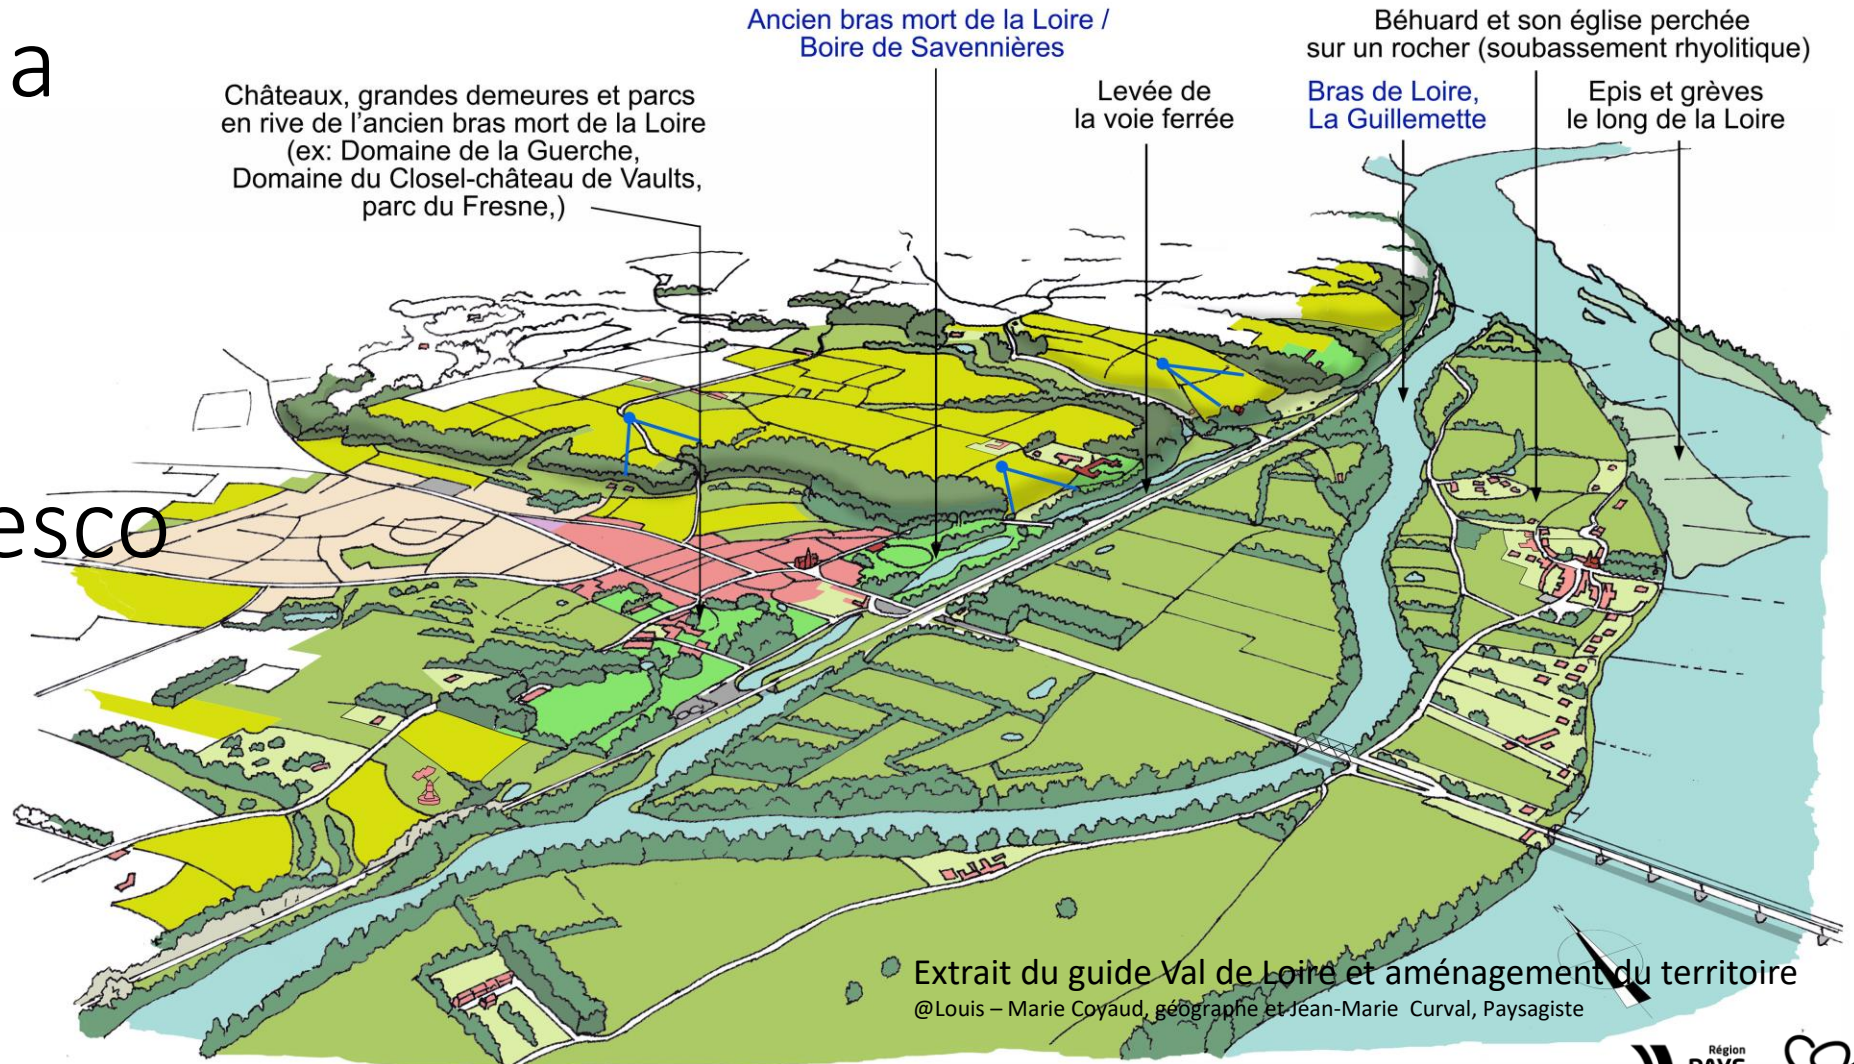 a
Ancien bras mort de la Loire /
Boire de Savennières
Béhuard et son église perchée
sur un rocher (soubassement rhyolitique)
Châteaux, grandes demeures et parcs
en rive de l'ancien bras mort de la Loire
(ex: Domaine de la Guerche,
Domaine du Closel-château de Vaults,
parc du Fresne,)
Levée de
la voie ferrée
Bras de Loire,
La Guillemette
Epis et grèves
le long de la Loire
esco
N
Extrait du guide Val de Loire et aménagement du territoire
@Louis – Marie Coyaud, géographe et Jean-Marie Curval, Paysagiste
Région